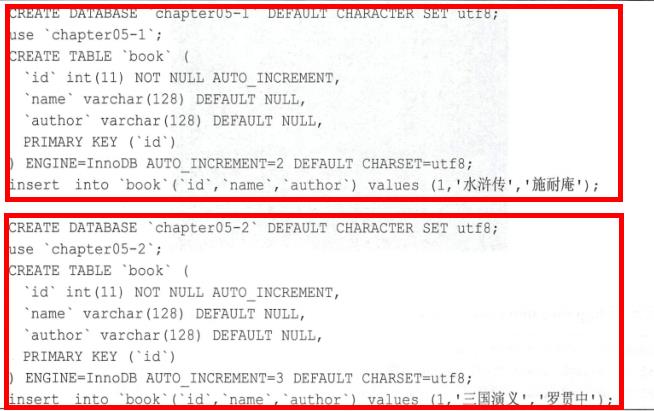 CREATE DATABASE `chapter05-1` DEFAULT CHARACTER SET utf8;
use `chapter05-1`;
CREATE TABLE `book` (
`id` int(11) NOT NULL AUTO_INCREMENT,
`name` varchar(128) DEFAULT NULL,
`author` varchar(128) DEFAULT NULL,
PRIMARY KEY (`id`)
) ENGINE=InnoDB AUTO_INCREMENT=2 DEFAULT CHARSET=utf8;
insert into `book`(`id`,`name`,`author`) values (1,'水浒传','施耐庵');
CREATE DATABASE `chapter05-2` DEFAULT CHARACTER SET utf8;
use `chapter05-2`;
CREATE TABLE `book` (
`id` int(11) NOT NULL AUTO_INCREMENT,
`name` varchar(128) DEFAULT NULL,
`author` varchar(128) DEFAULT NULL,
PRIMARY KEY (`id`)
) ENGINE=InnoDB AUTO_INCREMENT=3 DEFAULT CHARSET=utf8;
insert into `book`(`id`,`name`,`author`) values (1,'三国演义','罗贯中');